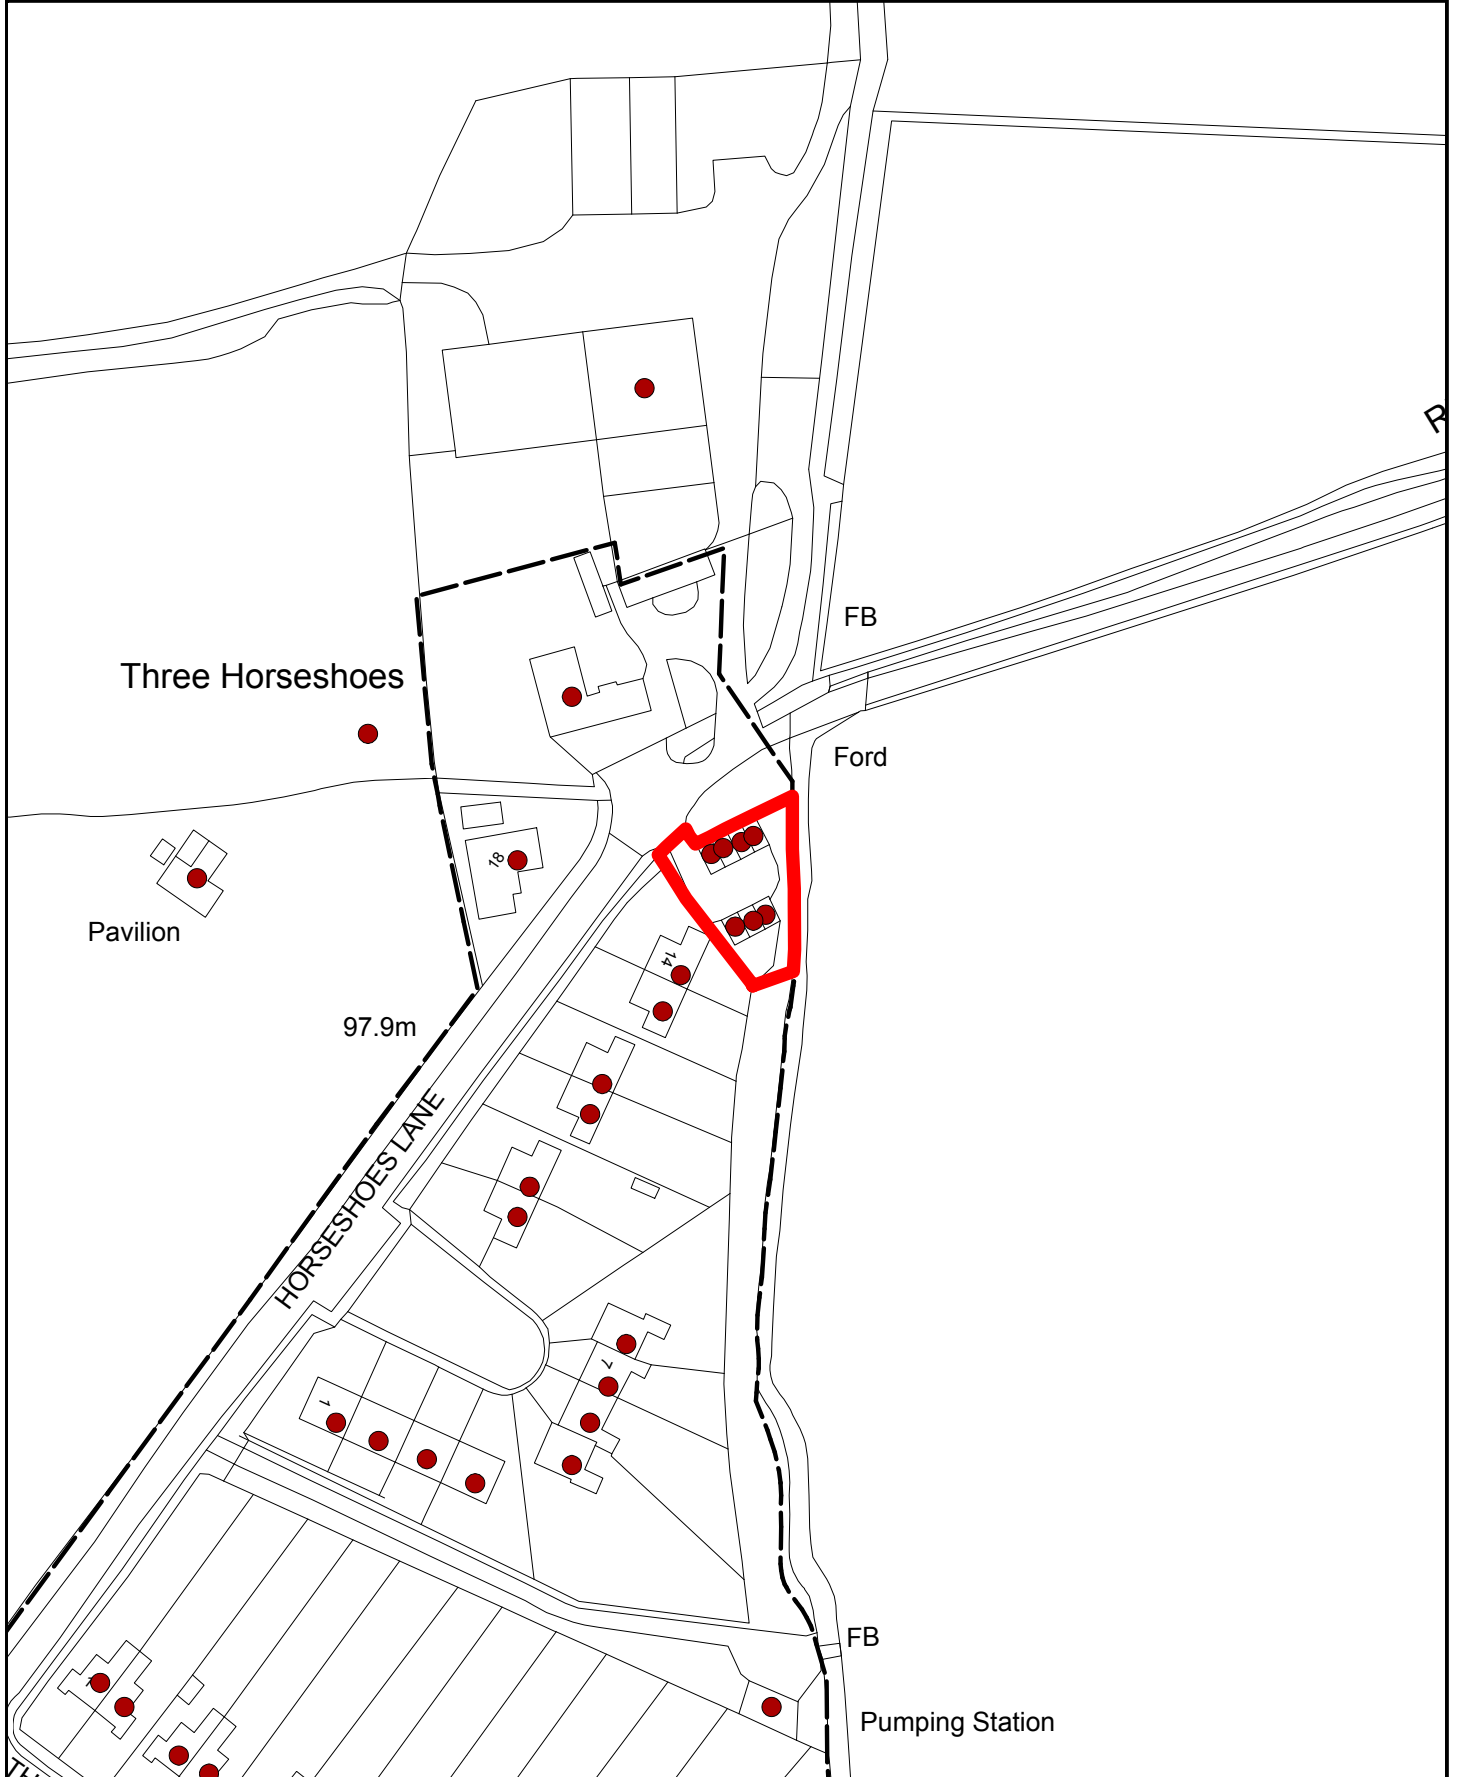 R
FB
Three Horseshoes
Ford
18
Pavilion
14
97.9m
HORSESHOES LANE
7
1
FB
Pumping Station